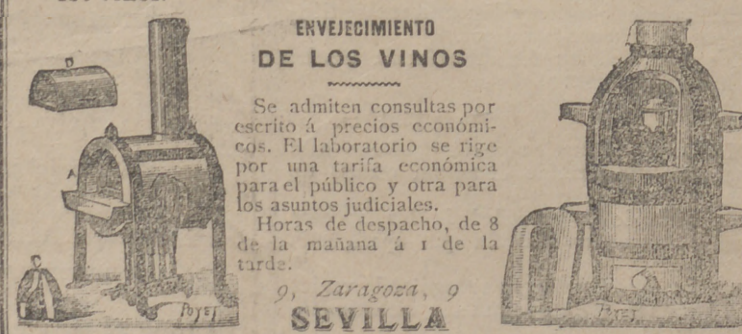 ENVEJECIMIENTO
DE LOS VINOS
Se admiten consultas por
escrito á precios económi-
cos. El laboratorio se rige
por una tarifa económica
para el público y otra para
los asuntos judiciales.
Horas de despacho, de 8
de la mañana á 1 de la
tarde.
9, Zaragoza, 9
SEVILLA
D
A
POYET
POYET